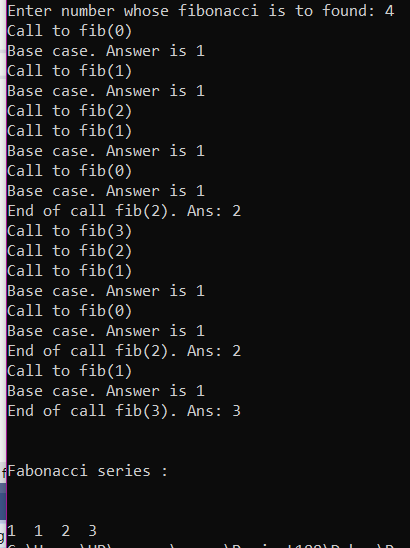 Enter number whose fibonacci is to found: 4
Call to fib(0)
Base case. Answer is 1
Call to fib(1)
Base case. Answer is 1
Call to fib(2)
Call to fib(1)
Base case. Answer is 1
Call to fib(0)
Base case. Answer is 1
End of call fib(2). Ans: 2
Call to fib(3)
Call to fib(2)
Call to fib(1)
Base case. Answer is 1
Call to fib(0)
Base case. Answer is 1
End of call fib(2). Ans: 2
Call to fib(1)
Base case. Answer is 1
End of call fib(3). Ans: 3
Fabonacci series :
1  1  2  3